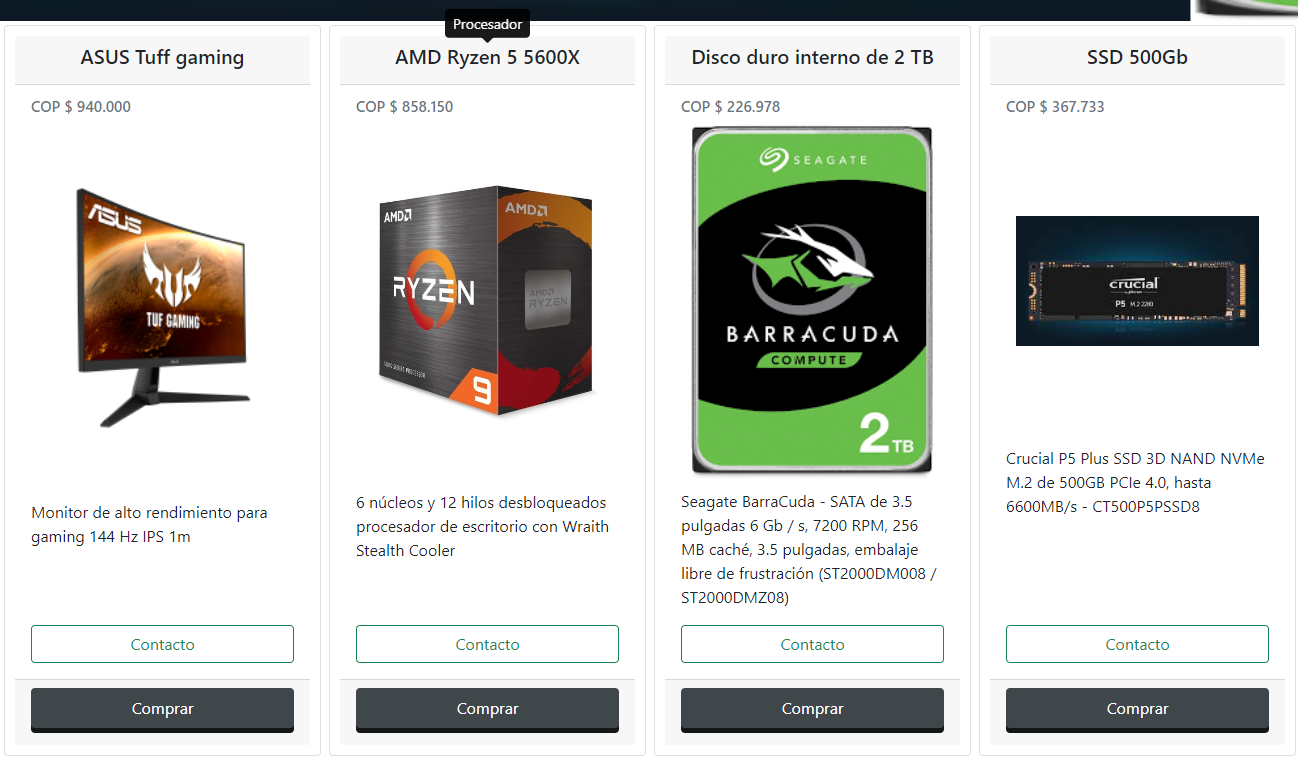 Procesador
ASUS Tuff gaming
COP $ 940.000
ASUS
TUF GAMING
Monitor de alto rendimiento para
gaming 144 Hz IPS 1m
Contacto
Comprar
AMD Ryzen 5 5600X
COP $ 858.150
AMD
AMD
RYZEN
AMD
RYZEN
5000 SERIES PROCESSOR
9
6 núcleos y 12 hilos desbloqueados
procesador de escritorio con Wraith
Stealth Cooler
Contacto
Comprar
Disco duro interno de 2 TB
COP $ 226.978
SEAGATE
BARRACUDA
COMPUTE
2 TB
Seagate BarraCuda - SATA de 3.5
pulgadas 6 Gb / s, 7200 RPM, 256
MB caché, 3.5 pulgadas, embalaje
libre de frustración (ST2000DM008 /
ST2000DMZ08)
Contacto
Comprar
SSD 500Gb
COP $ 367.733
crucial
P5 M.2 2280
Crucial P5 Plus SSD 3D NAND NVMe
M.2 de 500GB PCIe 4.0, hasta
6600MB/s - CT500P5PSSD8
Contacto
Comprar